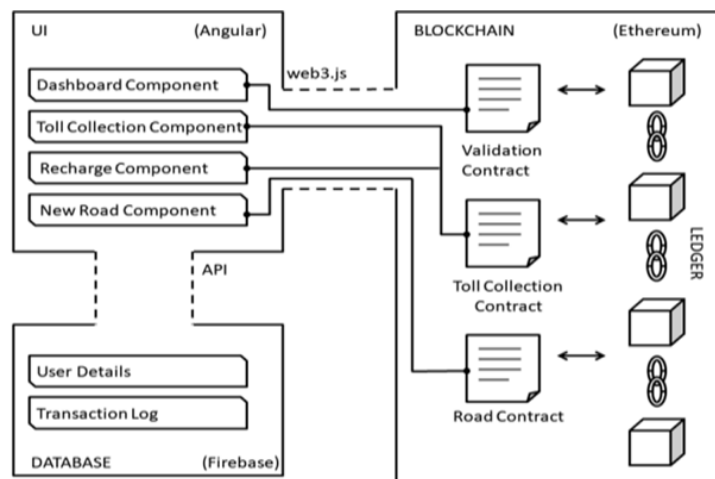 UI (Angular)
Dashboard Component
Toll Collection Component
Recharge Component
New Road Component
web3.js
API
User Details
Transaction Log
DATABASE (Firebase)
BLOCKCHAIN (Ethereum)
Validation
Contract
Toll Collection
Contract
Road Contract
LEDGER